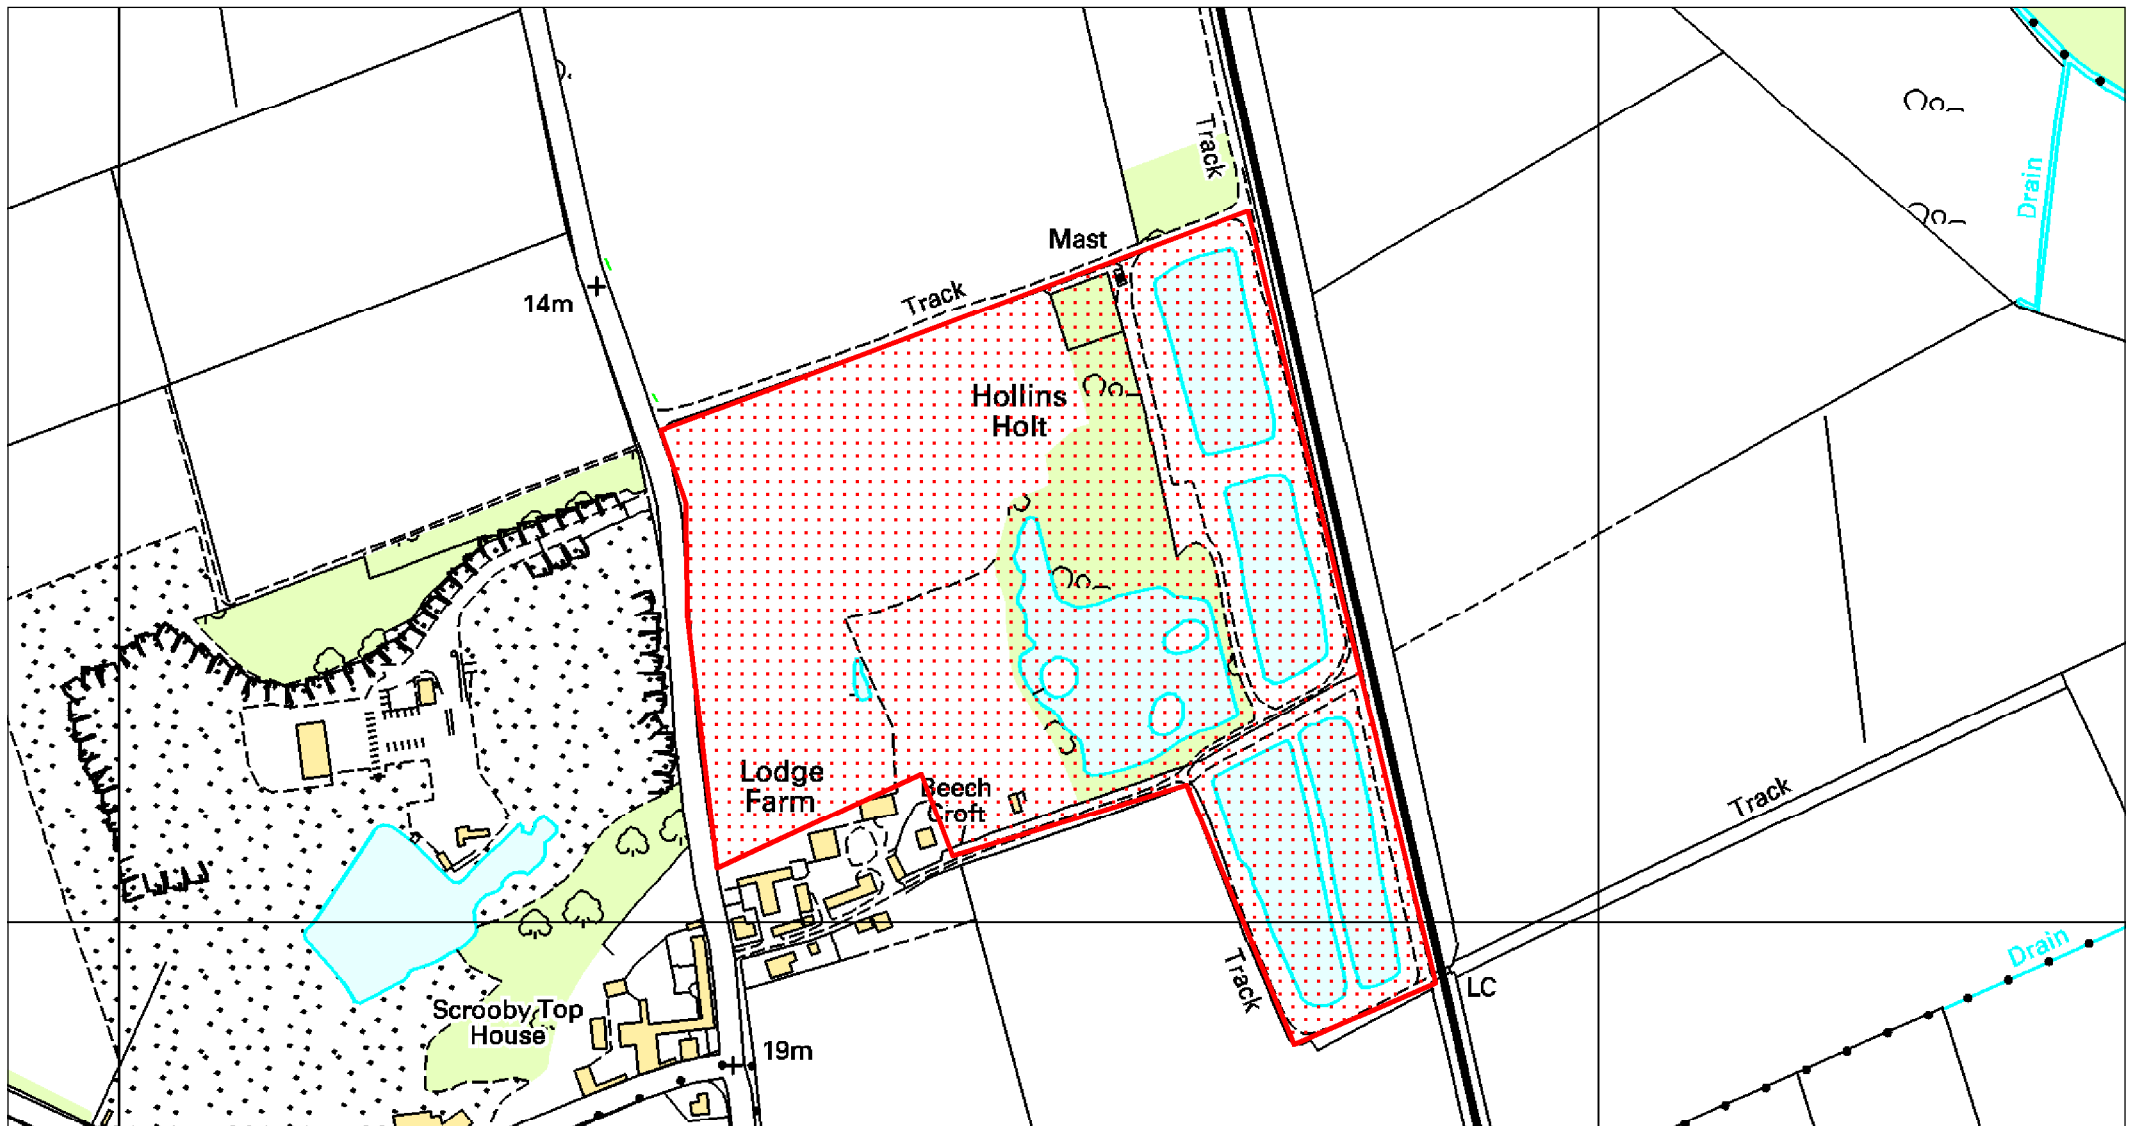 Track
Drain
Mast
14m
Track
Hollins
Holt
Lodge
Farm
Beech
Croft
Track
Drain
Track
LC
Scrooby Top
House
19m